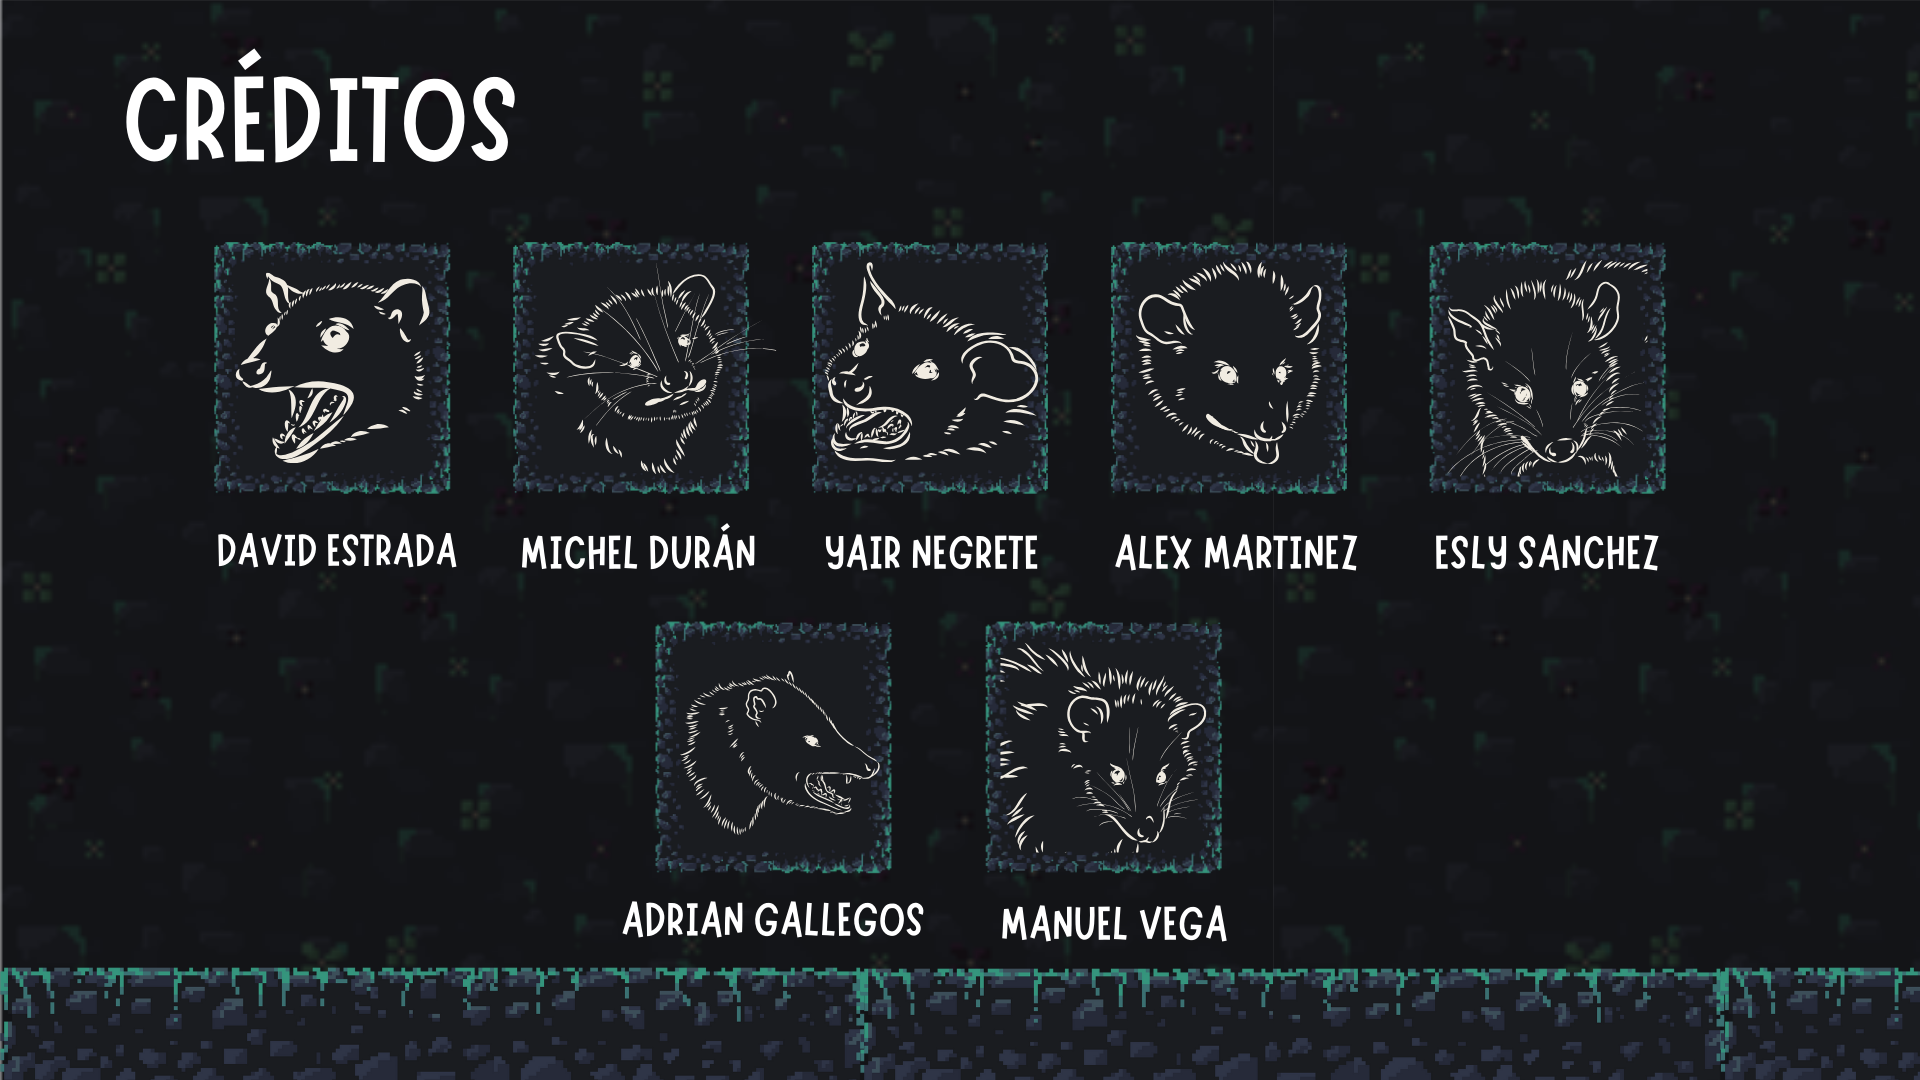 CRÉDITOS
DAVID ESTRADA
MICHEL DURÁN
YAIR NEGRETE
ALEX MARTINEZ
ESLY SANCHEZ
ADRIAN GALLEGOS
MANUEL VEGA